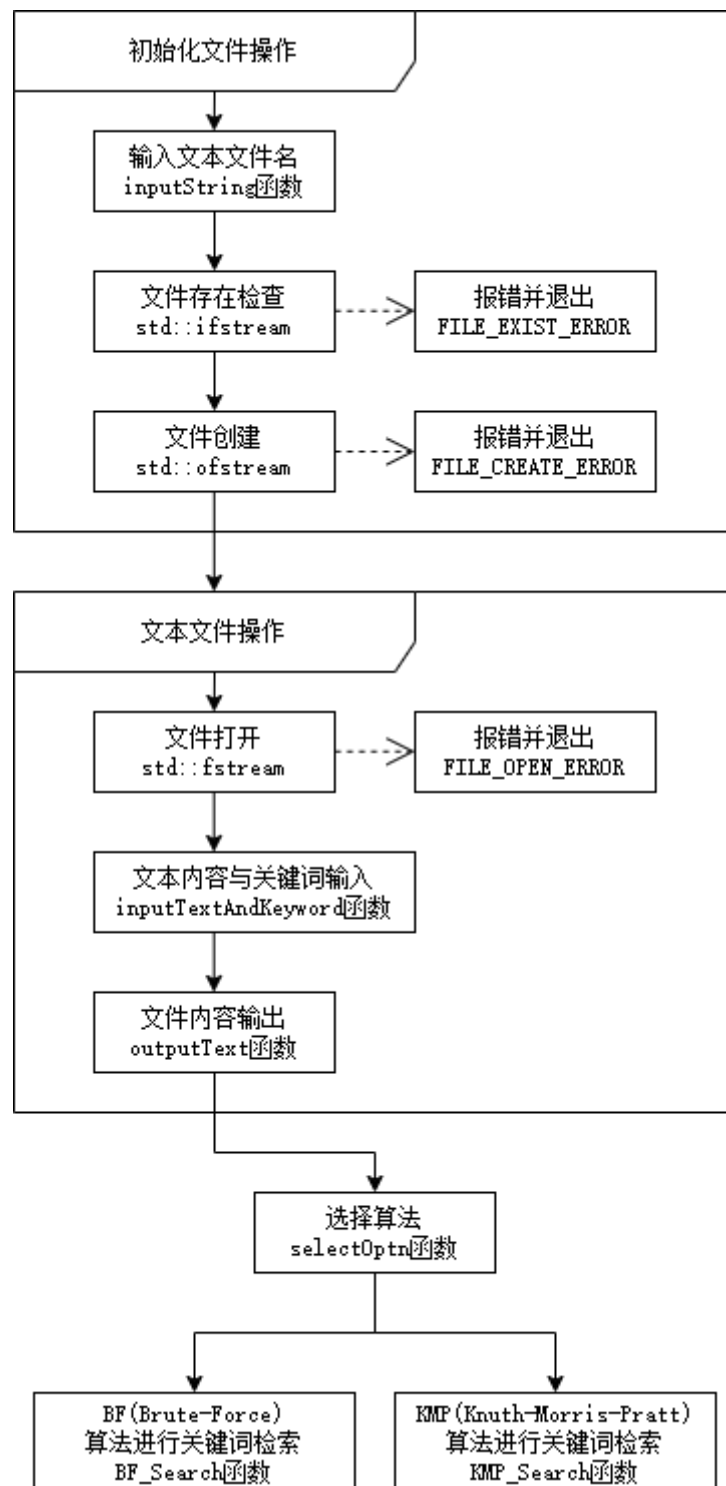 初始化文件操作
输入文本文件名
inputString函数
文件存在检查
std::ifstream
报错并退出
FILE_EXIST_ERROR
文件创建
std::ofstream
报错并退出
FILE_CREATE_ERROR
文本文件操作
文件打开
std::fstream
报错并退出
FILE_OPEN_ERROR
文本内容与关键词输入
inputTextAndKeyword函数
文件内容输出
outputText函数
选择算法
selectOptn函数
BF(Brute-Force)
算法进行关键词检索
BF_Search函数
KMP(Knuth-Morris-Pratt)
算法进行关键词检索
KMP_Search函数